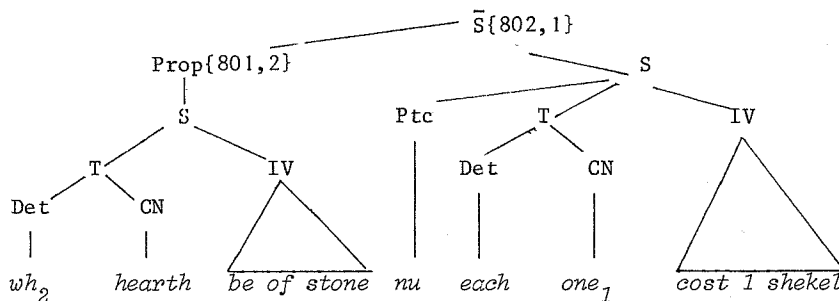 S̄{802,1}
Prop{801,2} S
S Ptc T IV
T IV Det CN
Det CN
wh₂ hearth be of stone nu each one₁ cost 1 shekel